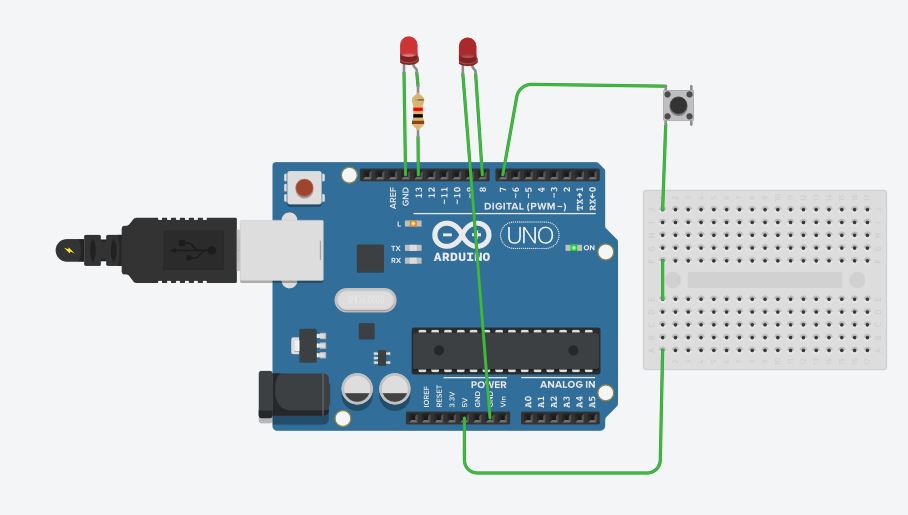 AREF
GND
13
12
~11
~10
~9
8
7
~6
~5
4
~3
2
TX→1
RX←0
DIGITAL (PWM~)
L
TX
RX
ARDUINO
UNO
ON
POWER
ANALOG IN
IOREF
RESET
3.3V
5V
GND
GND
Vin
A0
A1
A2
A3
A4
A5